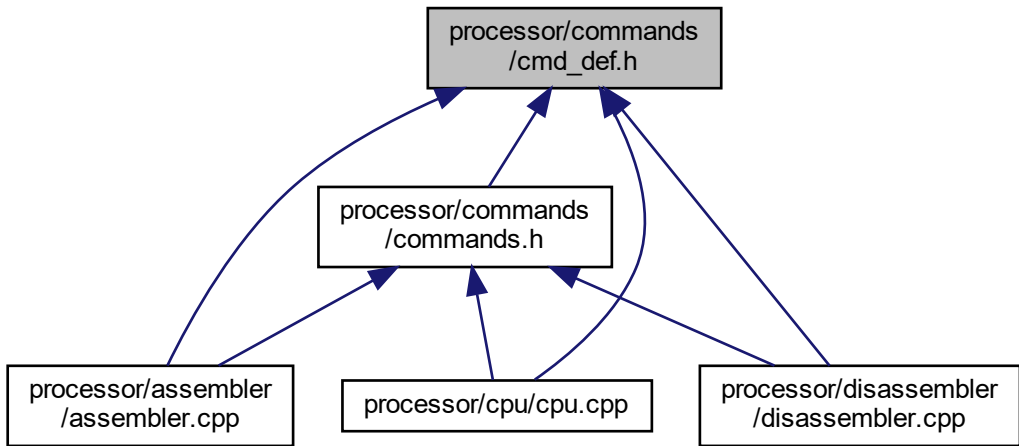 processor/commands
/cmd_def.h
processor/commands
/commands.h
processor/assembler
/assembler.cpp
processor/cpu/cpu.cpp
processor/disassembler
/disassembler.cpp